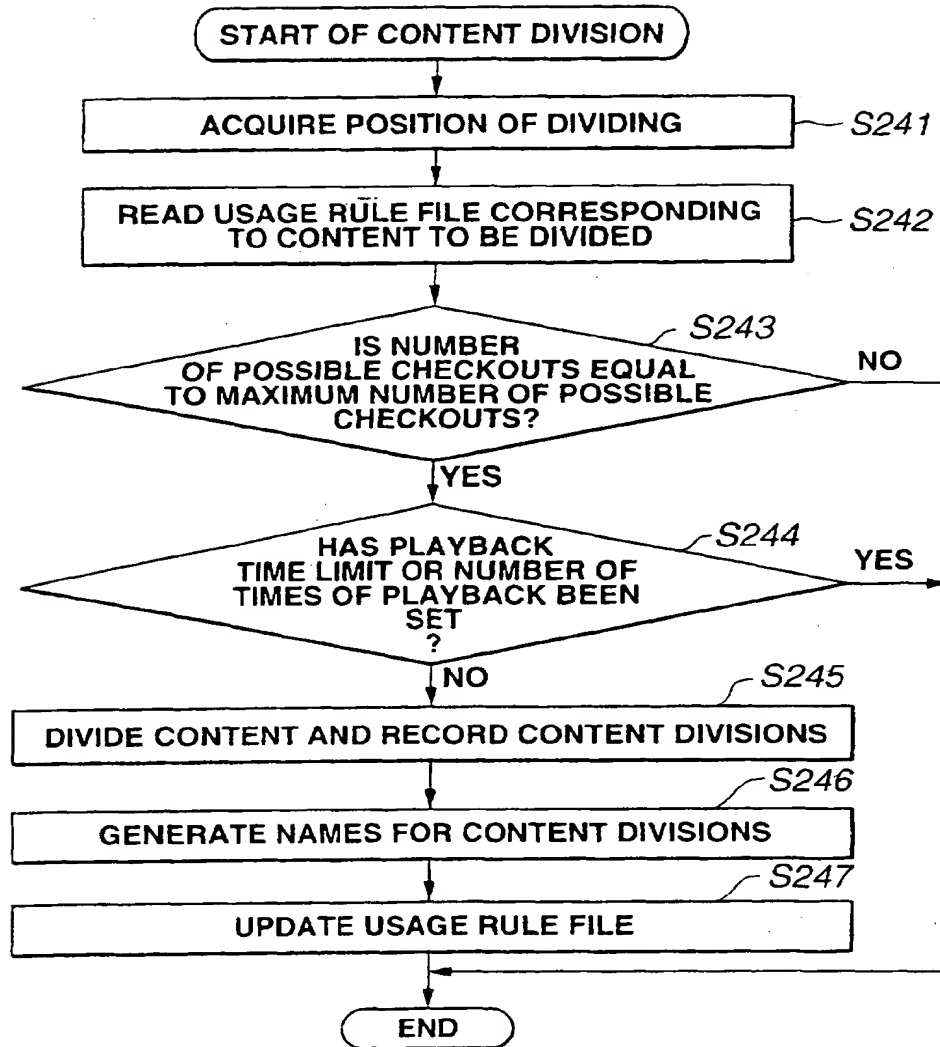 START OF CONTENT DIVISION
ACQUIRE POSITION OF DIVIDING
S241
READ USAGE RULE FILE CORRESPONDING
TO CONTENT TO BE DIVIDED
S242
S243
IS NUMBER
OF POSSIBLE CHECKOUTS EQUAL
TO MAXIMUM NUMBER OF POSSIBLE
CHECKOUTS?
NO
YES
S244
HAS PLAYBACK
TIME LIMIT OR NUMBER OF
TIMES OF PLAYBACK BEEN
SET
?
YES
NO
S245
DIVIDE CONTENT AND RECORD CONTENT DIVISIONS
S246
GENERATE NAMES FOR CONTENT DIVISIONS
S247
UPDATE USAGE RULE FILE
END